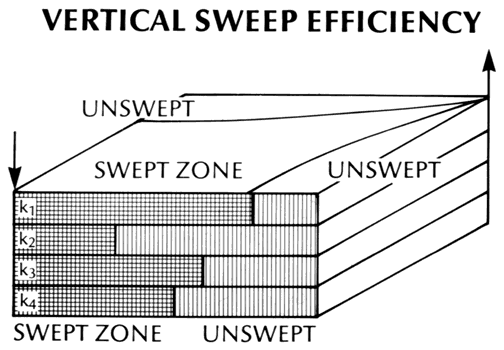 VERTICAL SWEEP EFFICIENCY
UNSWEPT
SWEPT ZONE
UNSWEPT
k1
k2
k3
k4
SWEPT ZONE
UNSWEPT